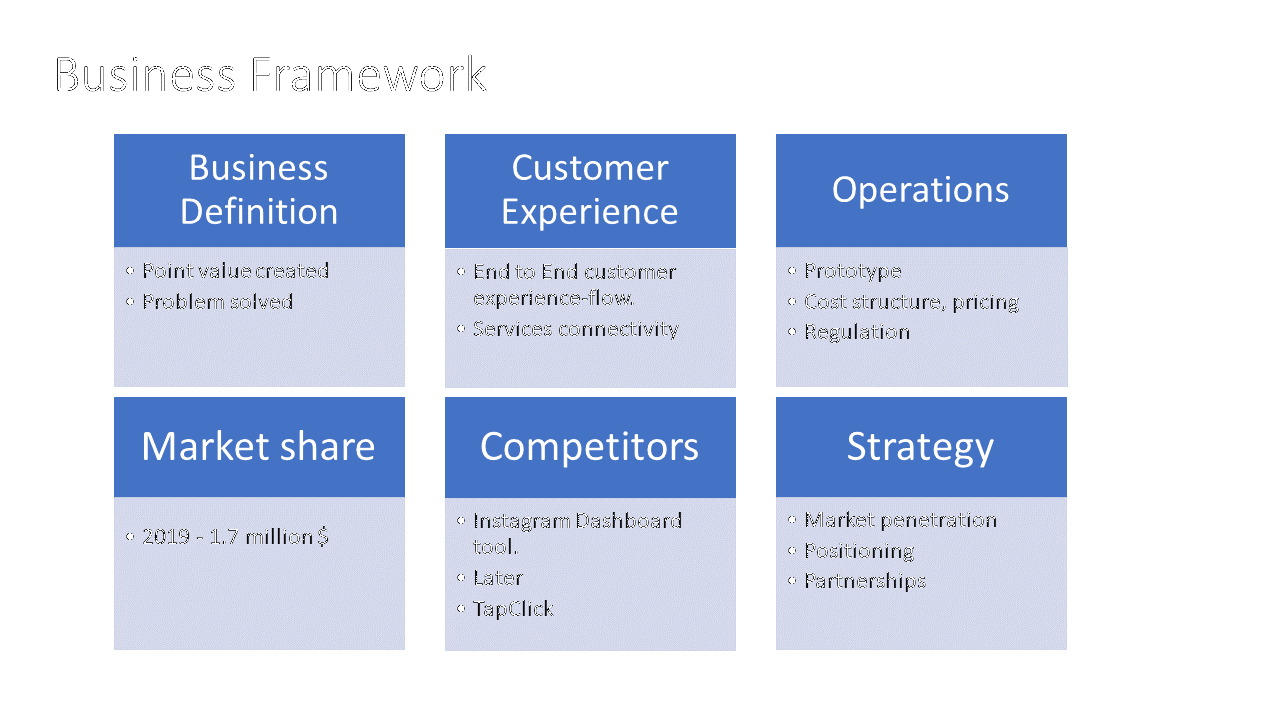 Business Framework
Business
Definition
• Point value created
• Problem solved
Customer
Experience
• End to End customer
experience-flow.
• Services connectivity
Operations
• Prototype
• Cost structure, pricing
• Regulation
Market share
• 2019 - 1.7 million $
Competitors
• Instagram Dashboard
tool.
• Later
• TapClick
Strategy
• Market penetration
• Positioning
• Partnerships